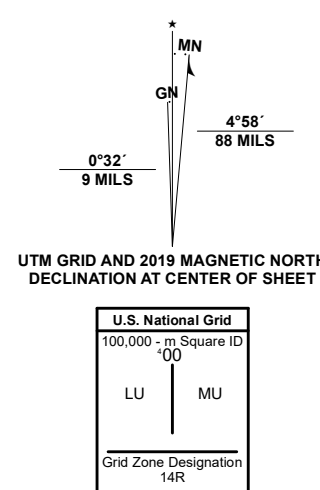 ★
MN
GN
4°58´
88 MILS
0°32´
9 MILS
UTM GRID AND 2019 MAGNETIC NORTH
DECLINATION AT CENTER OF SHEET
U.S. National Grid
100,000 - m Square ID
⁴00
LU MU
Grid Zone Designation
14R